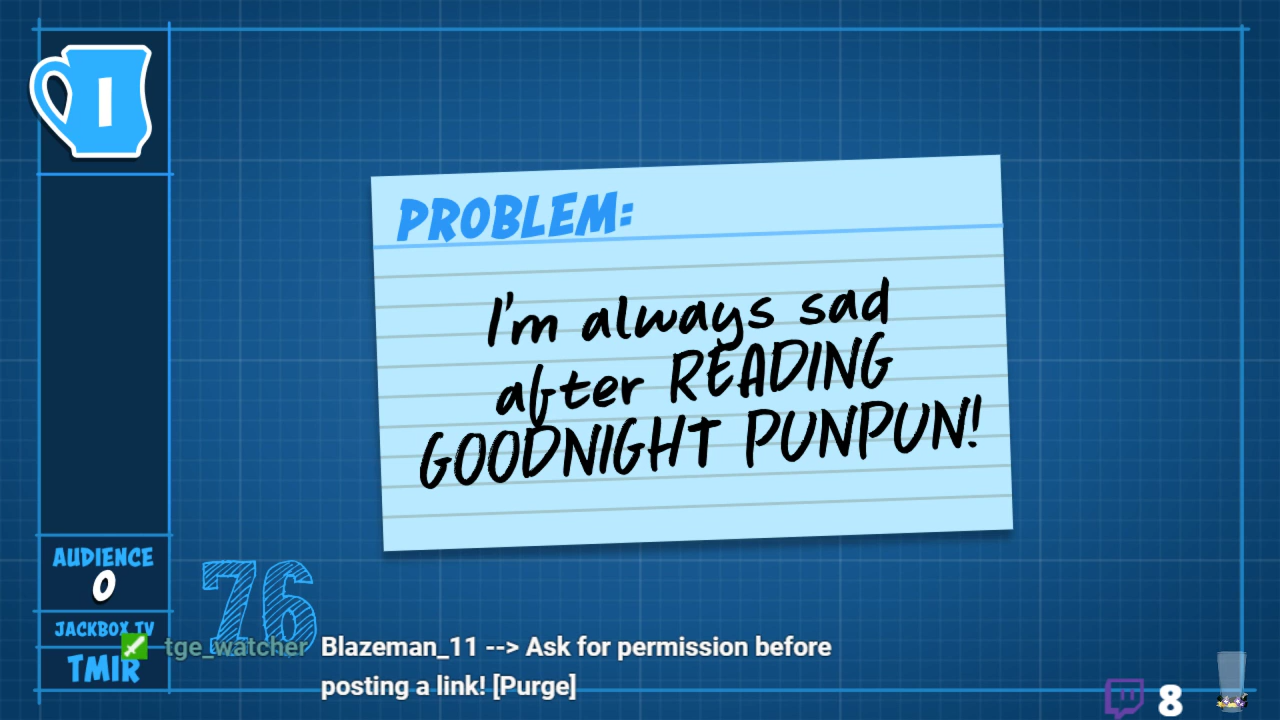 1
PROBLEM:
I'm always sad
after READING
GOODNIGHT PUNPUN!
AUDIENCE
0
JACKBOX.TV
TMIR
76
tge_watcher Blazeman_11 --> Ask for permission before
posting a link! [Purge]
8